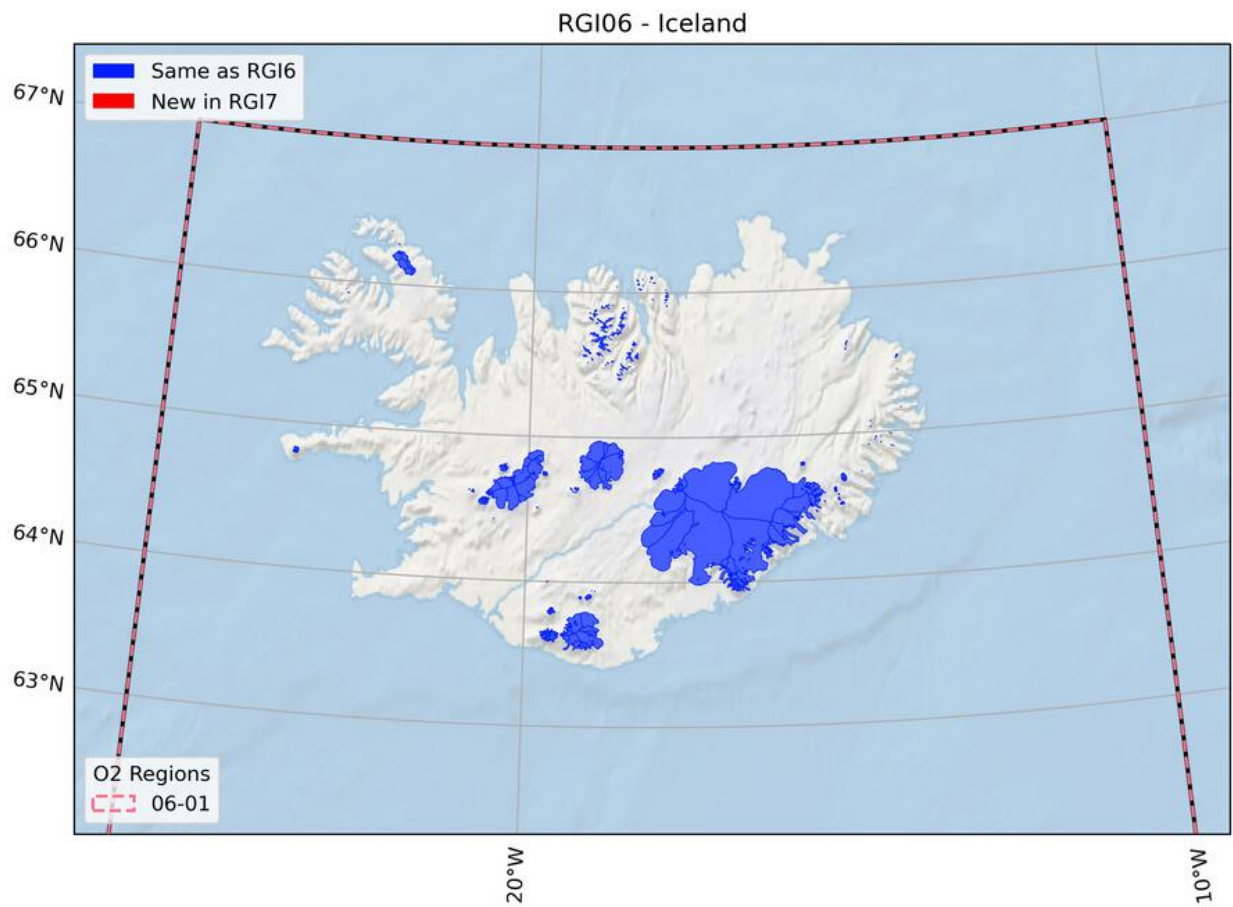 RGI06 - Iceland
Same as RGI6
New in RGI7
67°N
66°N
65°N
64°N
63°N
O2 Regions
06-01
20°W
10°W